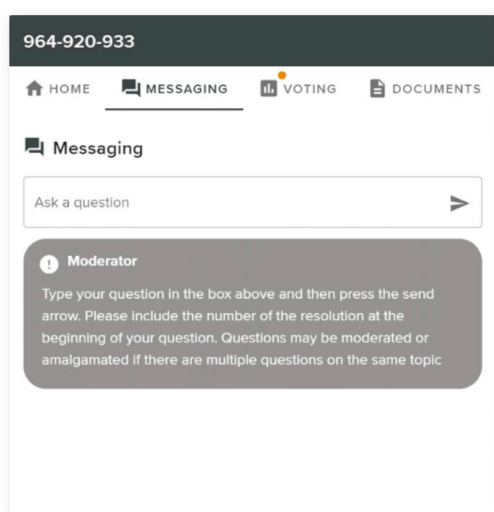 964-920-933
HOME MESSAGING VOTING DOCUMENTS
Messaging
Ask a question
Moderator
Type your question in the box above and then press the send
arrow. Please include the number of the resolution at the
beginning of your question. Questions may be moderated or
amalgamated if there are multiple questions on the same topic